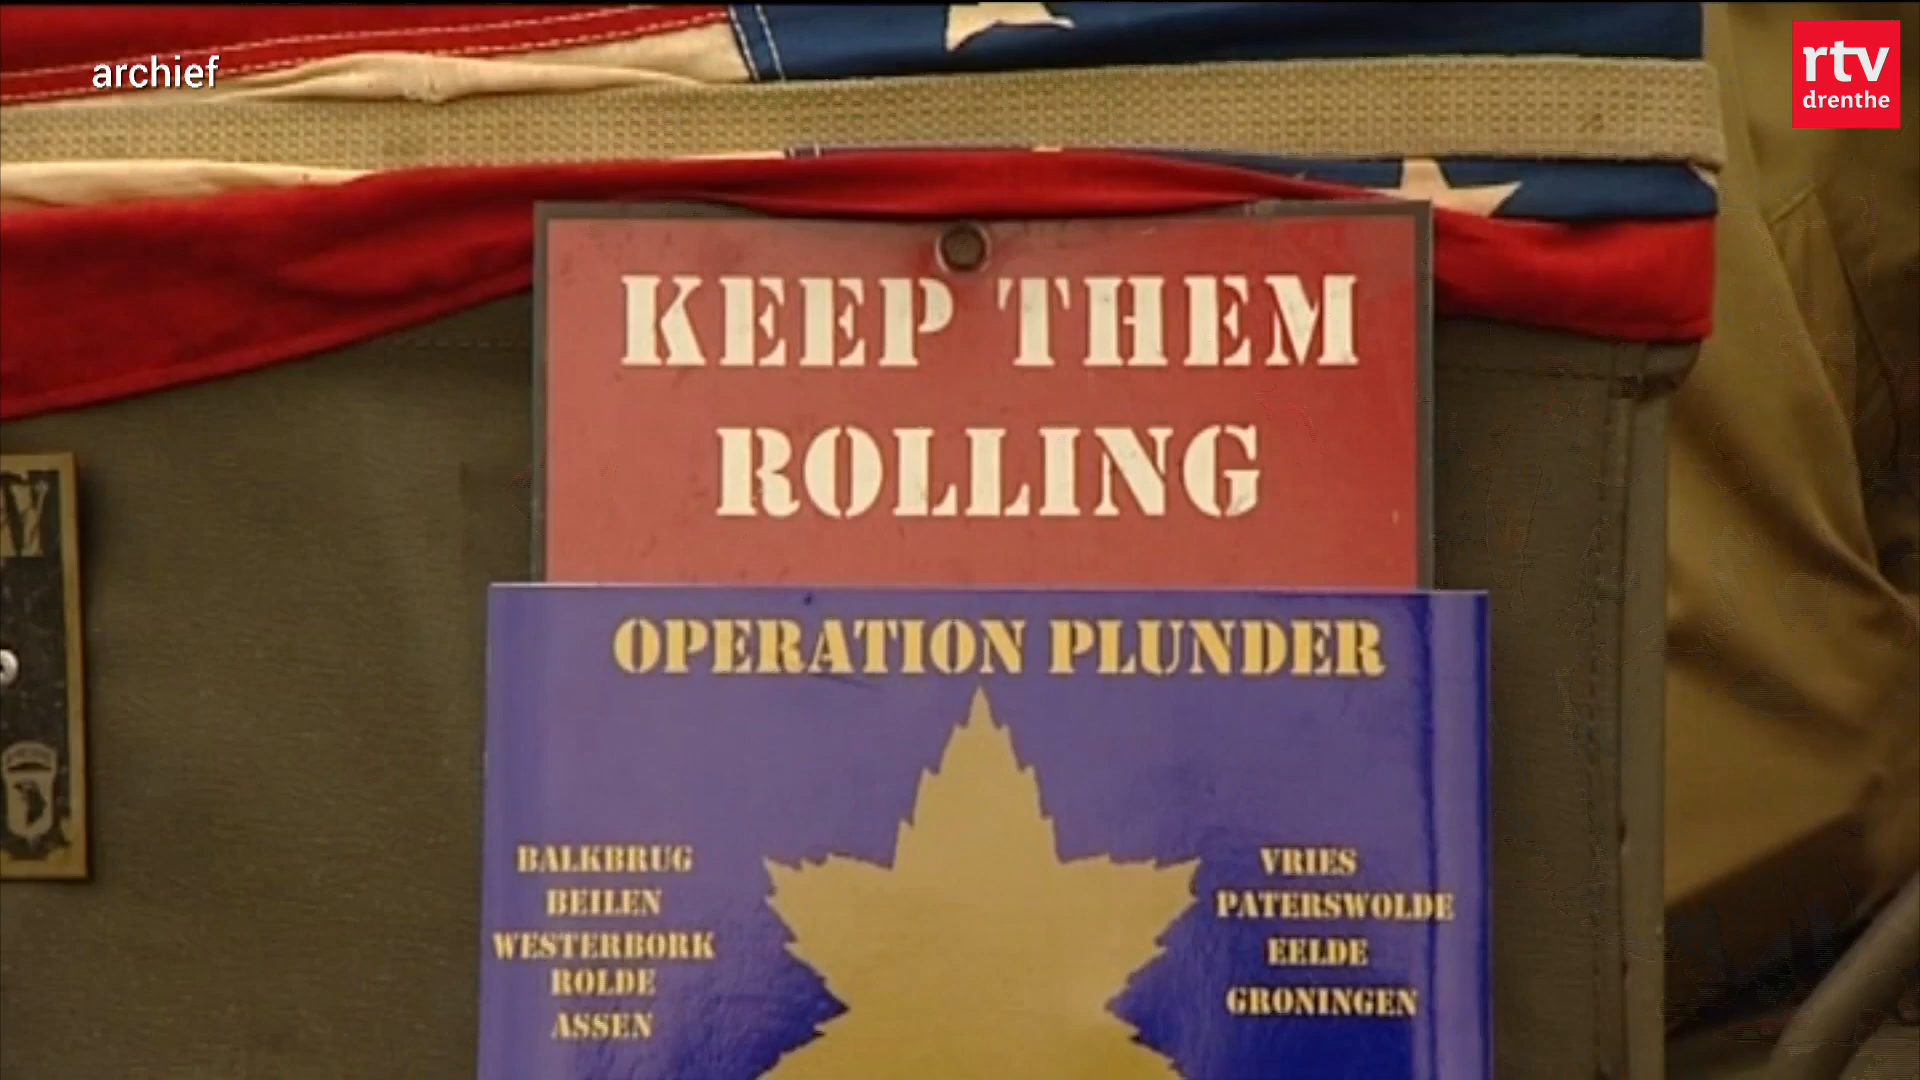 archief
rtv
drenthe
KEEP THEM
ROLLING
OPERATION PLUNDER
BALKBRUG
BEILEN
WESTERBORK
ROLDE
ASSEN
VRIES
PATERSWOLDE
EELDE
GRONINGEN